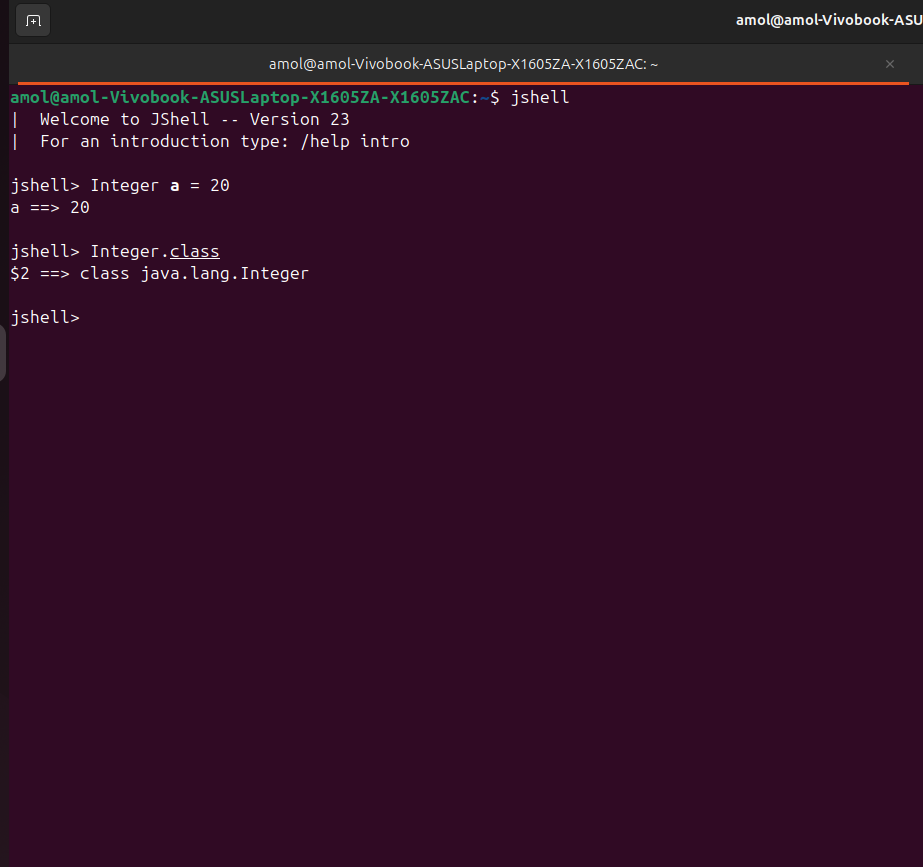 amol@amol-Vivobook-ASU
amol@amol-Vivobook-ASUSLaptop-X1605ZA-X1605ZAC: ~
amol@amol-Vivobook-ASUSLaptop-X1605ZA-X1605ZAC:~$ jshell
|  Welcome to JShell -- Version 23
|  For an introduction type: /help intro
jshell> Integer a = 20
a ==> 20
jshell> Integer.class
$2 ==> class java.lang.Integer
jshell>